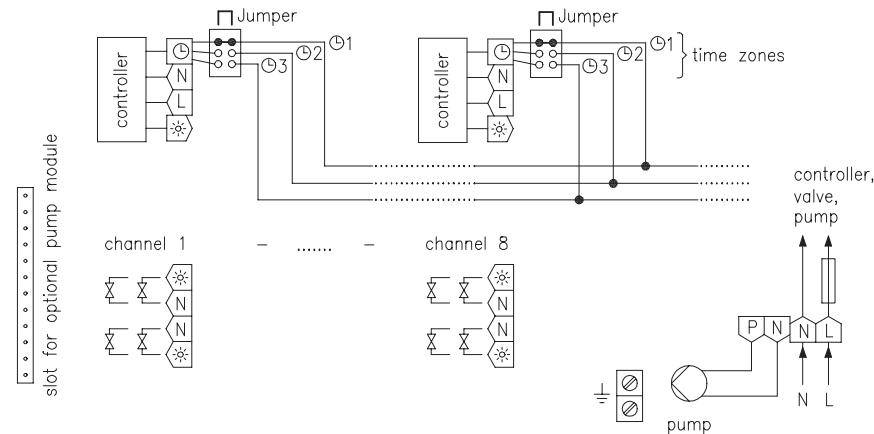 Jumper
Jumper
controller
N
L
1
2
3
controller
N
L
1
2
3
time zones
slot for optional pump module
controller,
valve,
pump
channel 1 – ....... – channel 8
N
N
N
N
P N N L
N L
pump